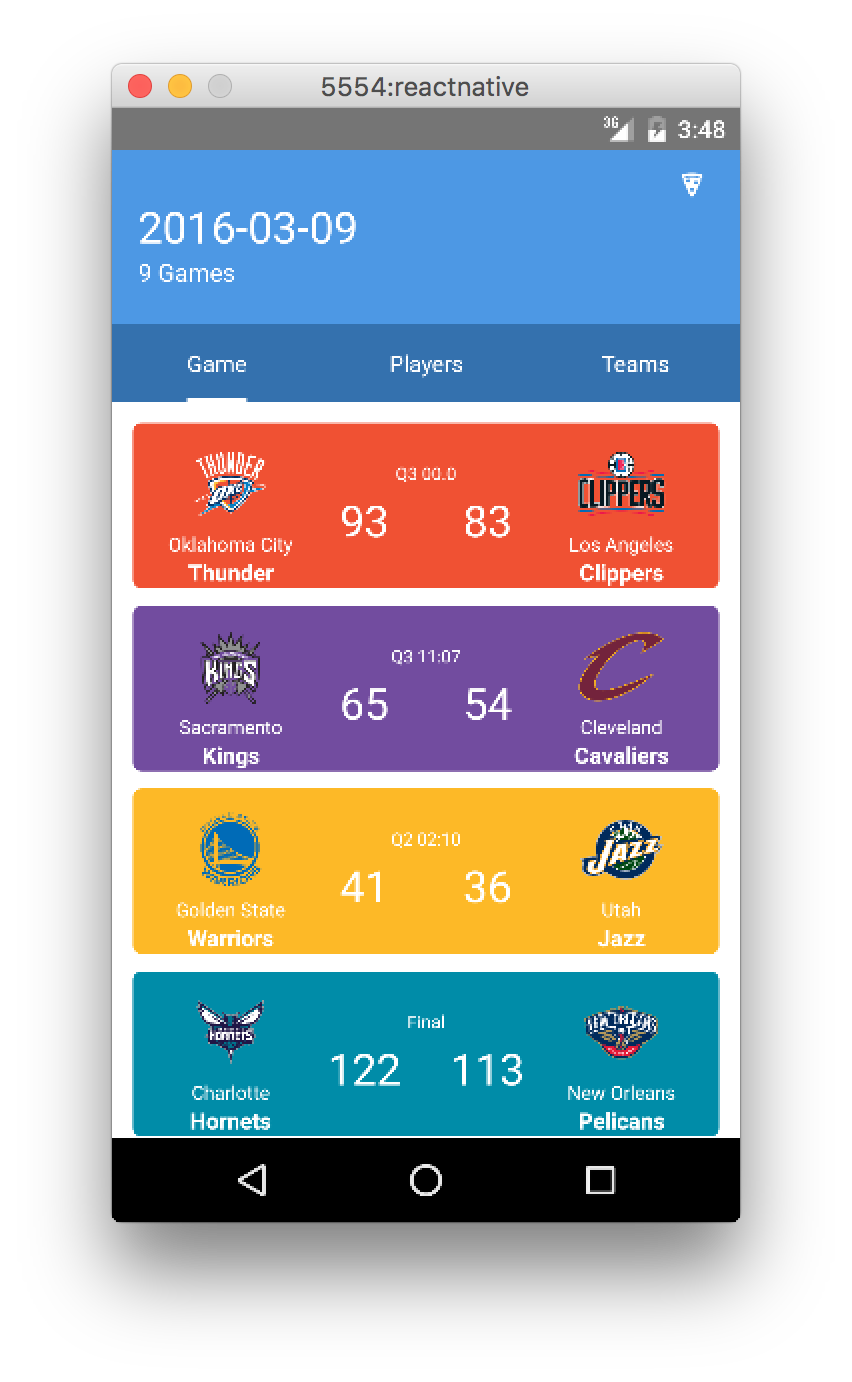 5554:reactnative
3G 3:48
2016-03-09
9 Games
Game Players Teams
THUNDER
OKC
Q3 00.0
CLIPPERS
93 83
Oklahoma City Los Angeles
Thunder Clippers
Q3 11:07
KINGS
C
65 54
Sacramento Cleveland
Kings Cavaliers
Q2 02:10
WARRIORS
JAZZ
41 36
Golden State Utah
Warriors Jazz
Final
HORNETS
NEW ORLEANS
122 113
Charlotte New Orleans
Hornets Pelicans